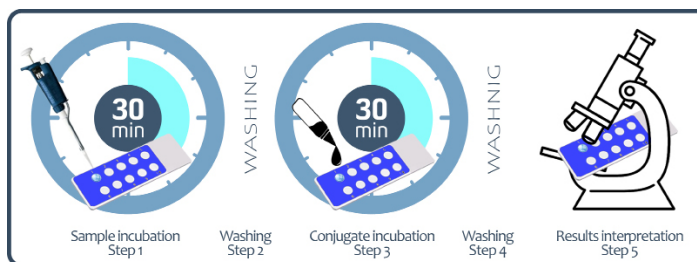 30
min
WASHING
30
min
WASHNIG
Sample incubation
Step 1
Washing
Step 2
Conjugate incubation
Step 3
Washing
Step 4
Results interpretation
Step 5